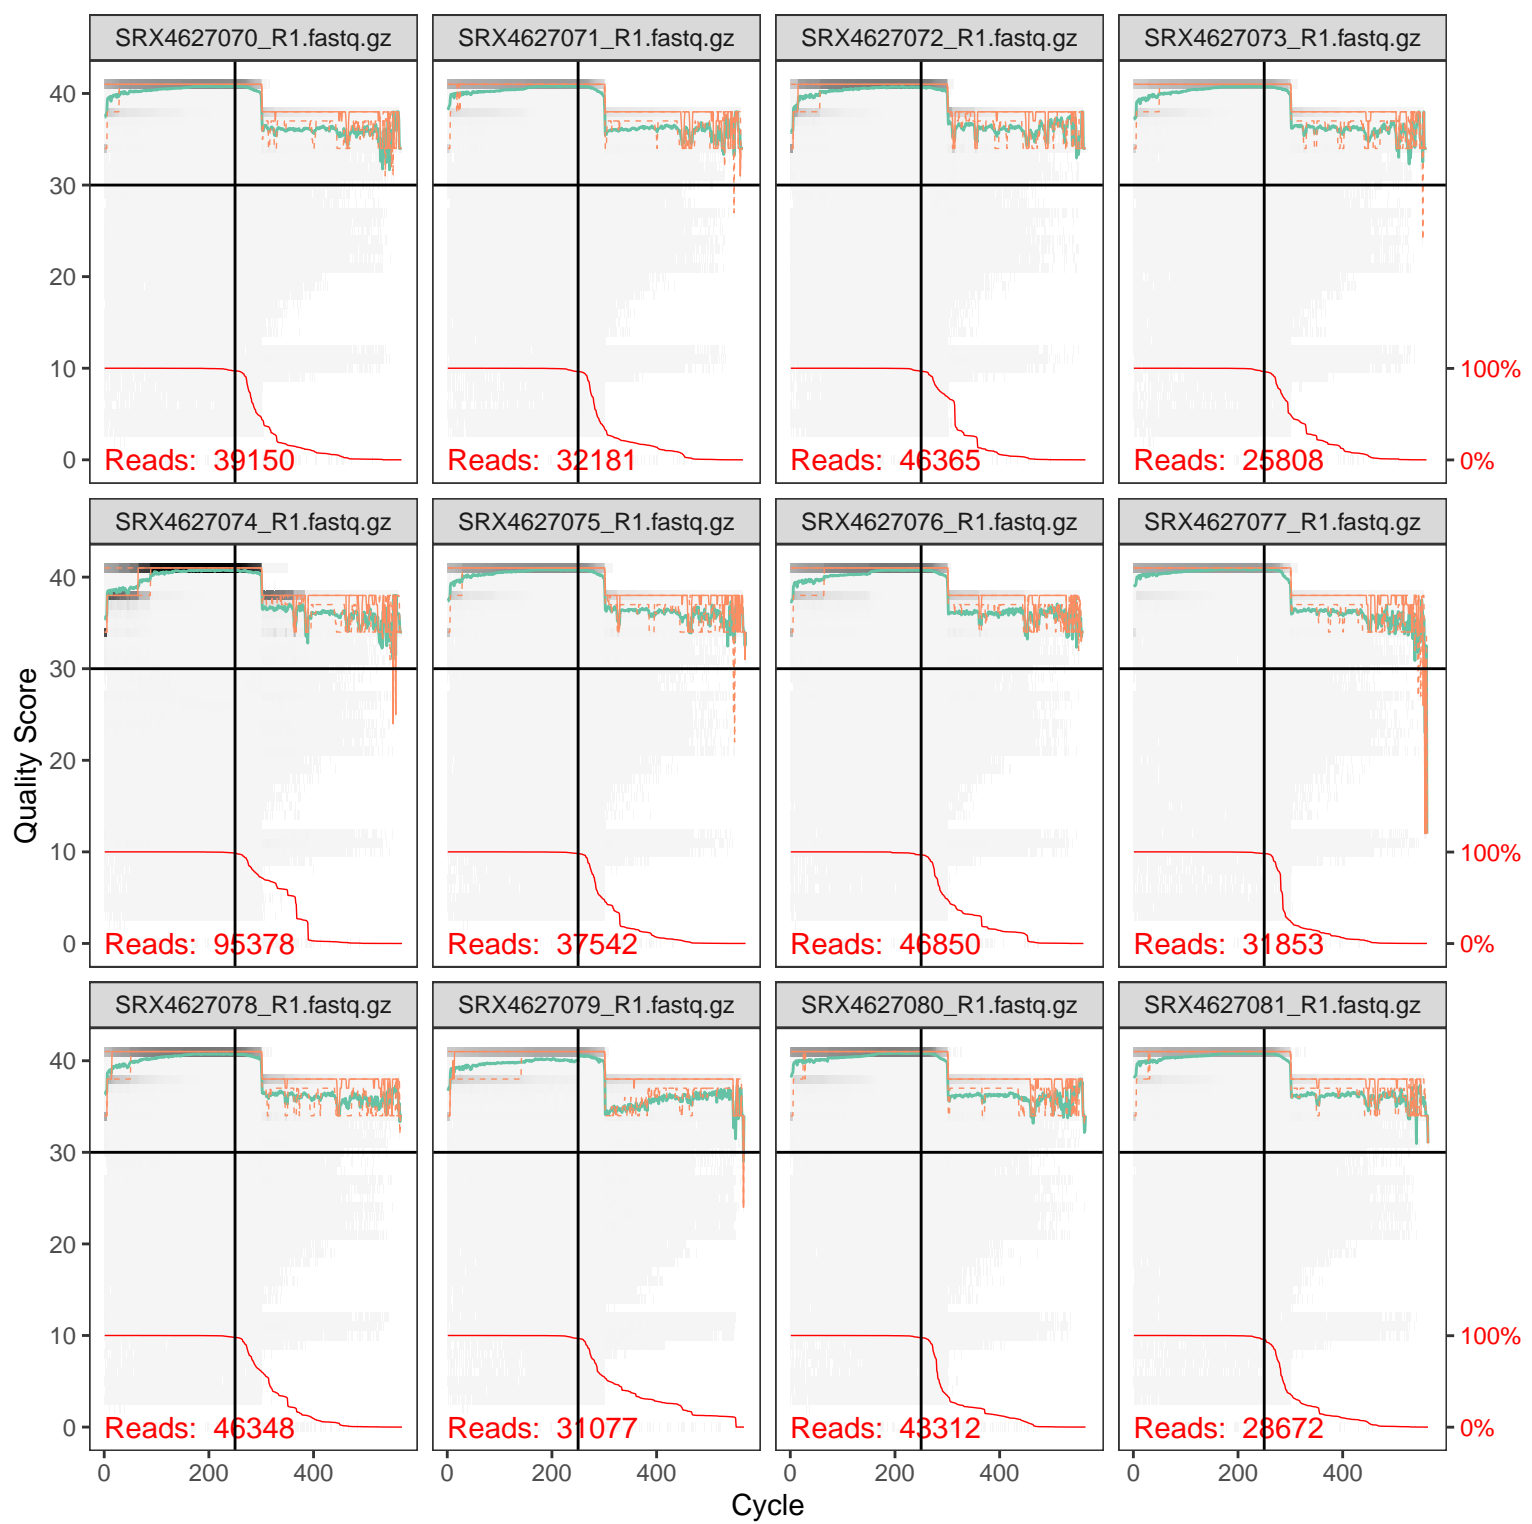 SRX4627070_R1.fastq.gz SRX4627071_R1.fastq.gz SRX4627072_R1.fastq.gz SRX4627073_R1.fastq.gz
40
30
20
10 100%
0 Reads: 39150 Reads: 32181 Reads: 46365 Reads: 25808 0%
SRX4627074_R1.fastq.gz SRX4627075_R1.fastq.gz SRX4627076_R1.fastq.gz SRX4627077_R1.fastq.gz
40
30
Quality Score
20
10 100%
0 Reads: 95378 Reads: 37542 Reads: 46850 Reads: 31853 0%
SRX4627078_R1.fastq.gz SRX4627079_R1.fastq.gz SRX4627080_R1.fastq.gz SRX4627081_R1.fastq.gz
40
30
20
10 100%
0 Reads: 46348 Reads: 31077 Reads: 43312 Reads: 28672 0%
0 200 400 0 200 400 0 200 400 0 200 400
Cycle